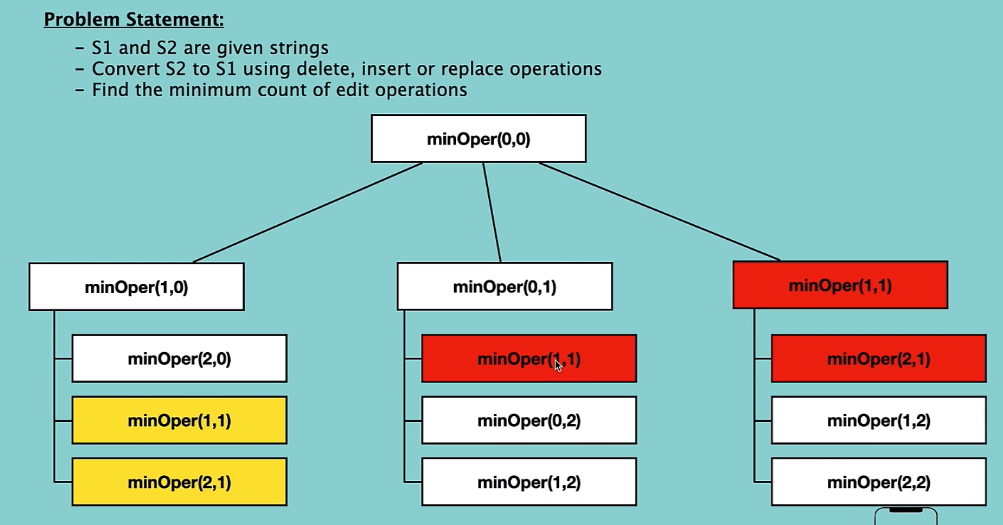 Problem Statement:
– S1 and S2 are given strings
– Convert S2 to S1 using delete, insert or replace operations
– Find the minimum count of edit operations
minOper(0,0)
minOper(1,0)
minOper(0,1)
minOper(1,1)
minOper(2,0)
minOper(1,1)
minOper(2,1)
minOper(1,1)
minOper(0,2)
minOper(1,2)
minOper(2,1)
minOper(1,2)
minOper(2,2)